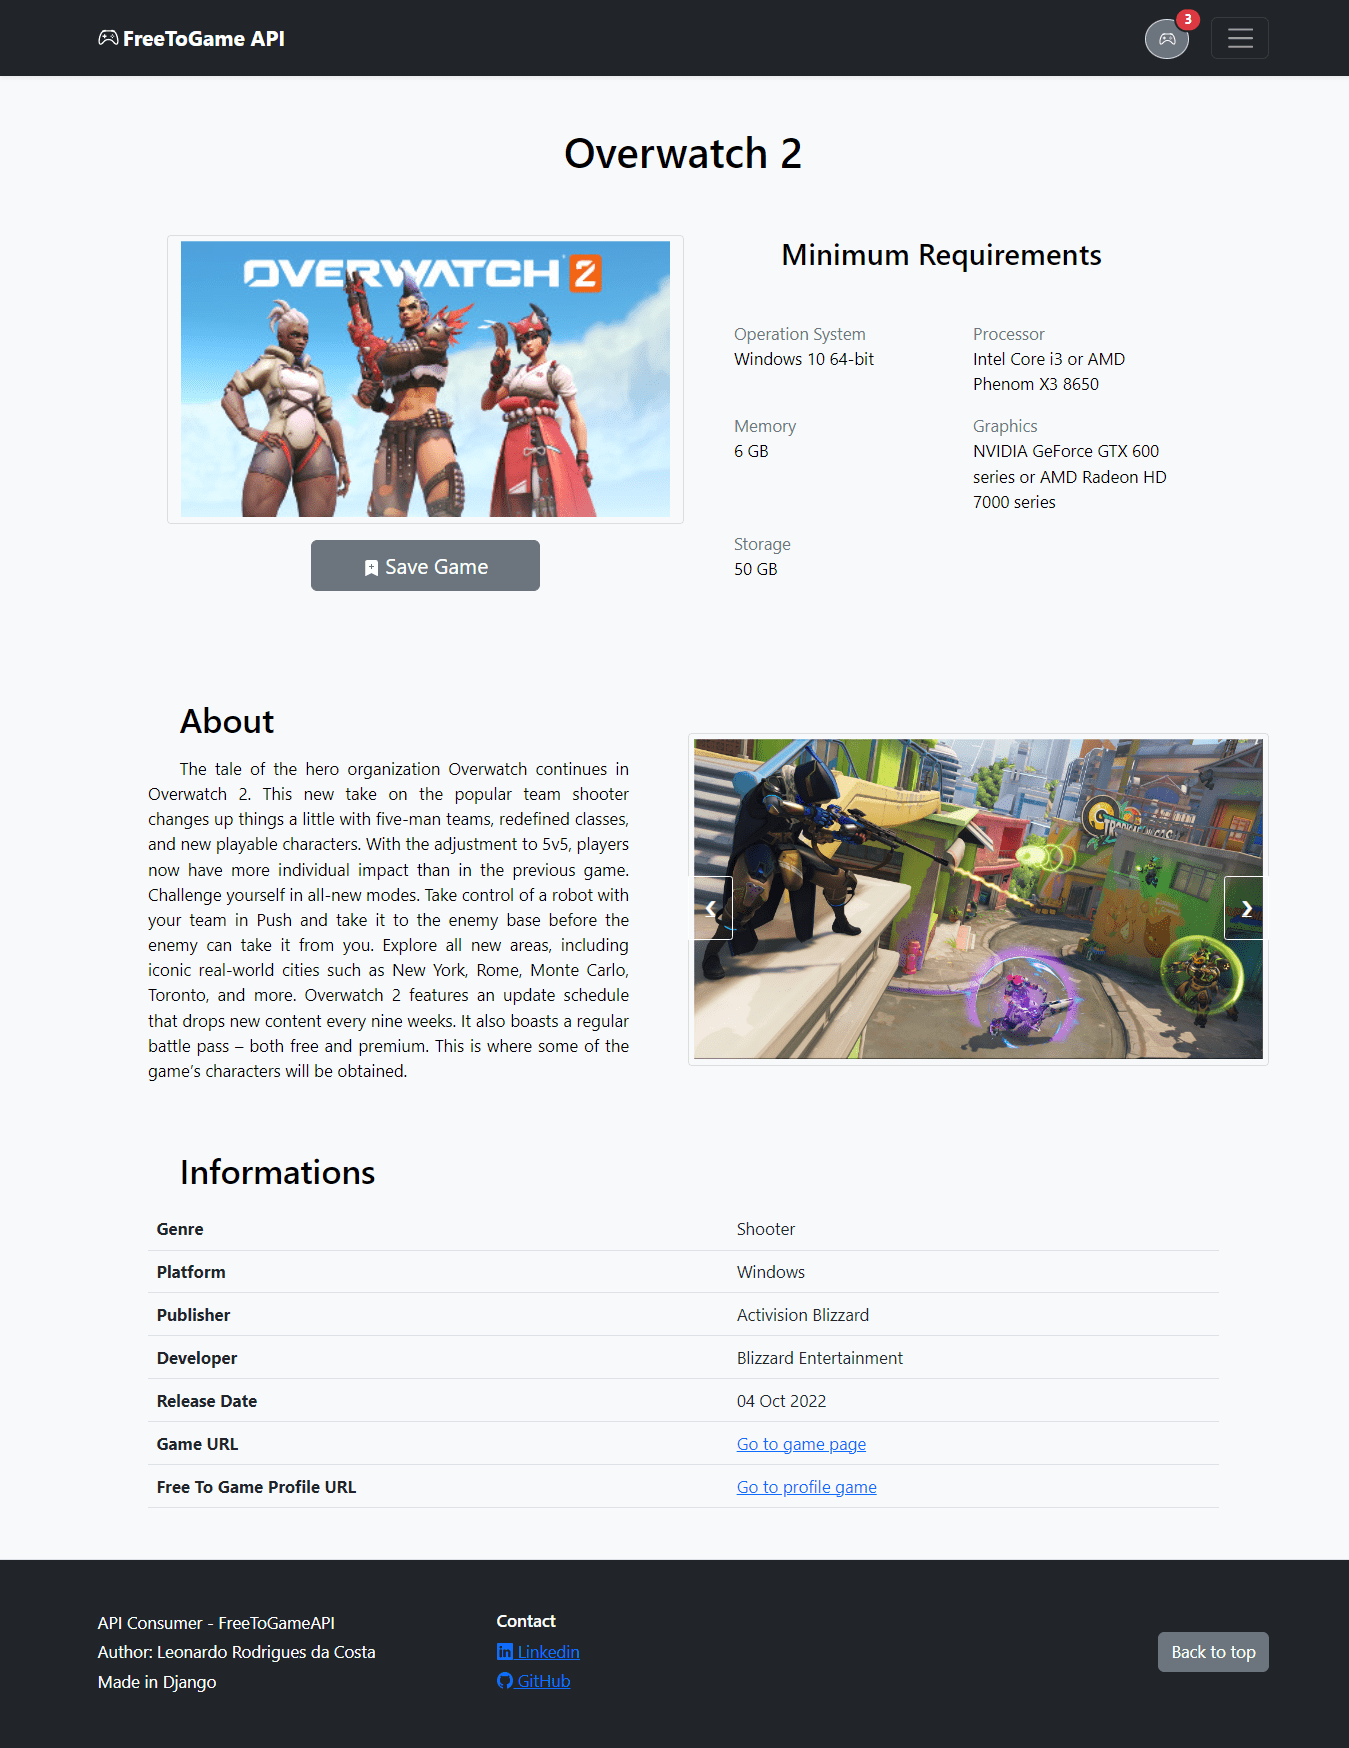 FreeToGame API
3
Overwatch 2
OVERWATCH 2
Save Game
Minimum Requirements
Operation System
Windows 10 64-bit
Processor
Intel Core i3 or AMD
Phenom X3 8650
Memory
6 GB
Graphics
NVIDIA GeForce GTX 600
series or AMD Radeon HD
7000 series
Storage
50 GB
About
The tale of the hero organization Overwatch continues in
Overwatch 2. This new take on the popular team shooter
changes up things a little with five-man teams, redefined classes,
and new playable characters. With the adjustment to 5v5, players
now have more individual impact than in the previous game.
Challenge yourself in all-new modes. Take control of a robot with
your team in Push and take it to the enemy base before the
enemy can take it from you. Explore all new areas, including
iconic real-world cities such as New York, Rome, Monte Carlo,
Toronto, and more. Overwatch 2 features an update schedule
that drops new content every nine weeks. It also boasts a regular
battle pass – both free and premium. This is where some of the
game’s characters will be obtained.
Informations
Genre Shooter
Platform Windows
Publisher Activision Blizzard
Developer Blizzard Entertainment
Release Date 04 Oct 2022
Game URL Go to game page
Free To Game Profile URL Go to profile game
API Consumer - FreeToGameAPI
Author: Leonardo Rodrigues da Costa
Made in Django
Contact
Linkedin
GitHub
Back to top